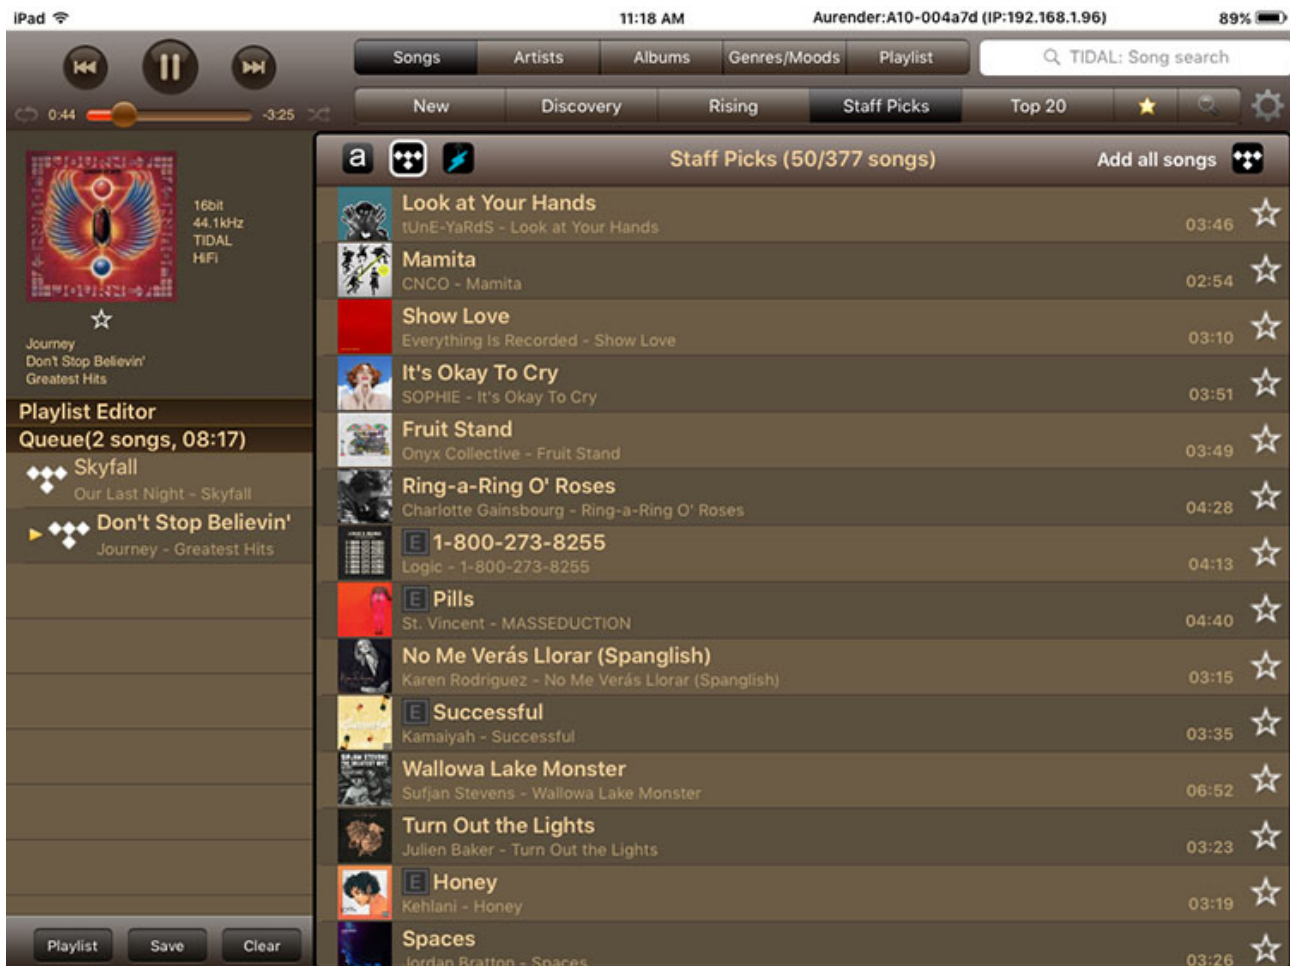 iPad 11:18 AM Aurender:A10-004a7d (IP:192.168.1.96) 89%
Songs Artists Albums Genres/Moods Playlist TIDAL: Song search
0:44 -3:25
New Discovery Rising Staff Picks Top 20
JOURNEY
16bit
44.1kHz
TIDAL
HiFi
Journey
Don't Stop Believin'
Greatest Hits
Playlist Editor
Queue(2 songs, 08:17)
Skyfall
Our Last Night - Skyfall
Don't Stop Believin'
Journey - Greatest Hits
Playlist Save Clear
a Staff Picks (50/377 songs) Add all songs
Look at Your Hands
tUnE-YaRdS - Look at Your Hands 03:46
Mamita
CNCO - Mamita 02:54
Show Love
Everything Is Recorded - Show Love 03:10
It's Okay To Cry
SOPHIE - It's Okay To Cry 03:51
Fruit Stand
Onyx Collective - Fruit Stand 03:49
Ring-a-Ring O' Roses
Charlotte Gainsbourg - Ring-a-Ring O' Roses 04:28
E 1-800-273-8255
Logic - 1-800-273-8255 04:13
E Pills
St. Vincent - MASSEDUCTION 04:40
No Me Verás Llorar (Spanglish)
Karen Rodriguez - No Me Verás Llorar (Spanglish) 03:15
E Successful
Kamaiyah - Successful 03:35
Wallowa Lake Monster
Sufjan Stevens - Wallowa Lake Monster 06:52
Turn Out the Lights
Julien Baker - Turn Out the Lights 03:23
E Honey
Kehlani - Honey 03:19
Spaces
Jordan Bratton - Spaces 03:26